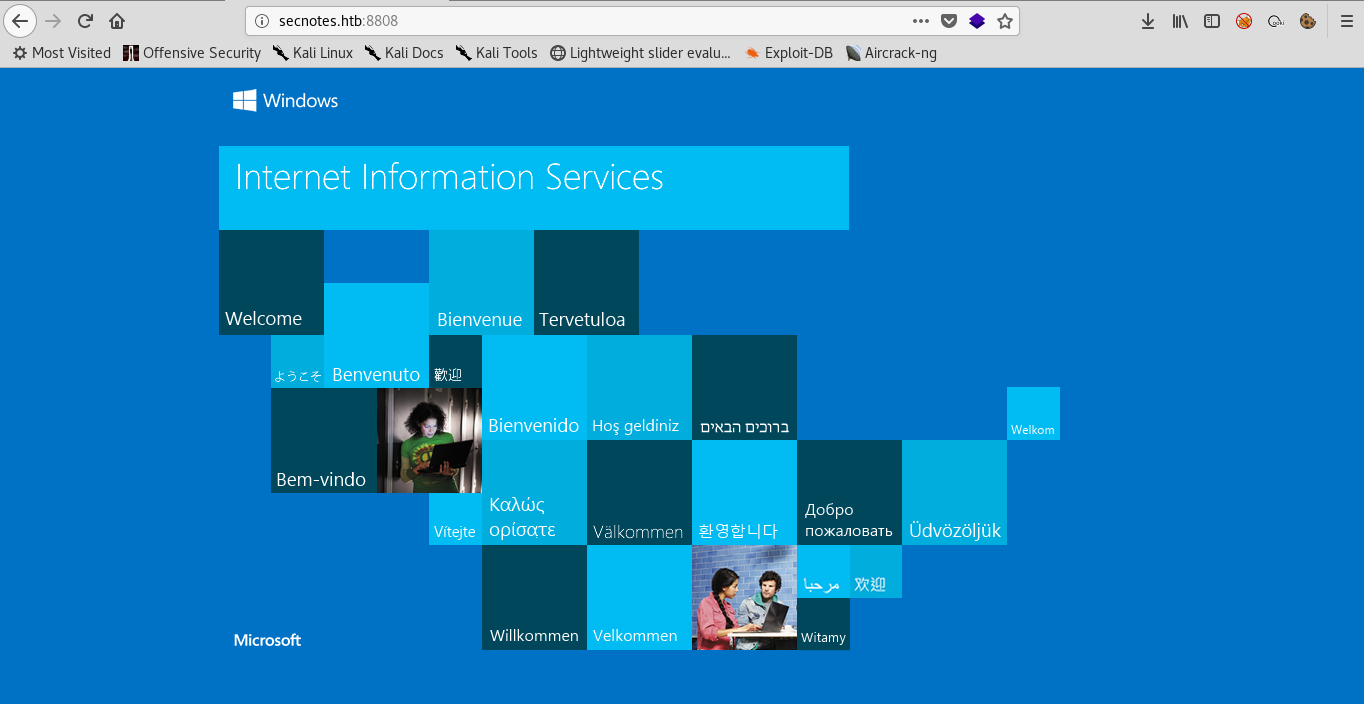 secnotes.htb:8808
Most Visited
Offensive Security
Kali Linux
Kali Docs
Kali Tools
Lightweight slider evalu...
Exploit-DB
Aircrack-ng
Windows
Internet Information Services
Welcome
Bienvenue
Tervetuloa
ようこそ
Benvenuto
歡迎
Bienvenido
Hoş geldiniz
ברוכים הבאים
Welkom
Bem-vindo
Καλώς
ορίσατε
Vítejte
Välkommen
환영합니다
Добро
пожаловать
Üdvözöljük
Willkommen
Velkommen
مرحبا
欢迎
Witamy
Microsoft